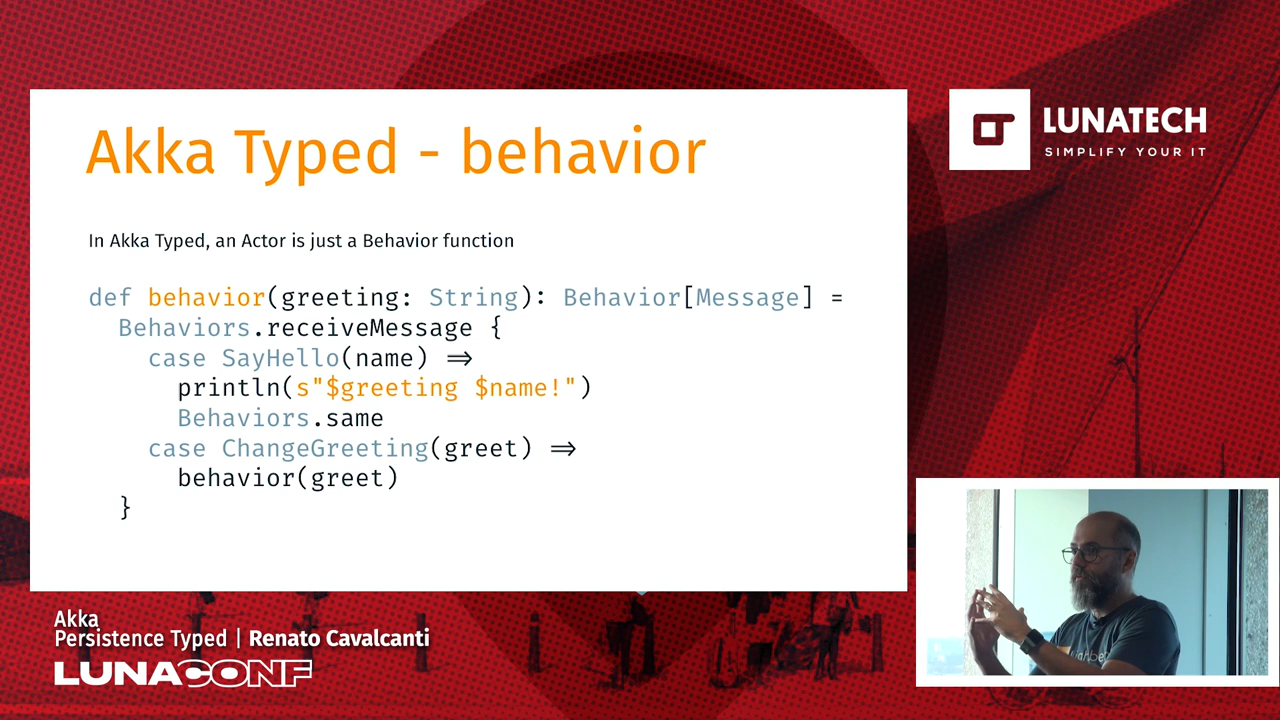 Akka Typed - behavior
In Akka Typed, an Actor is just a Behavior function
def behavior(greeting: String): Behavior[Message] =
Behaviors.receiveMessage {
case SayHello(name) ⇒
println(s"$greeting $name!")
Behaviors.same
case ChangeGreeting(greet) ⇒
behavior(greet)
}
LUNATECH
SIMPLIFY YOUR IT
Akka
Persistence Typed | Renato Cavalcanti
LUNACONF